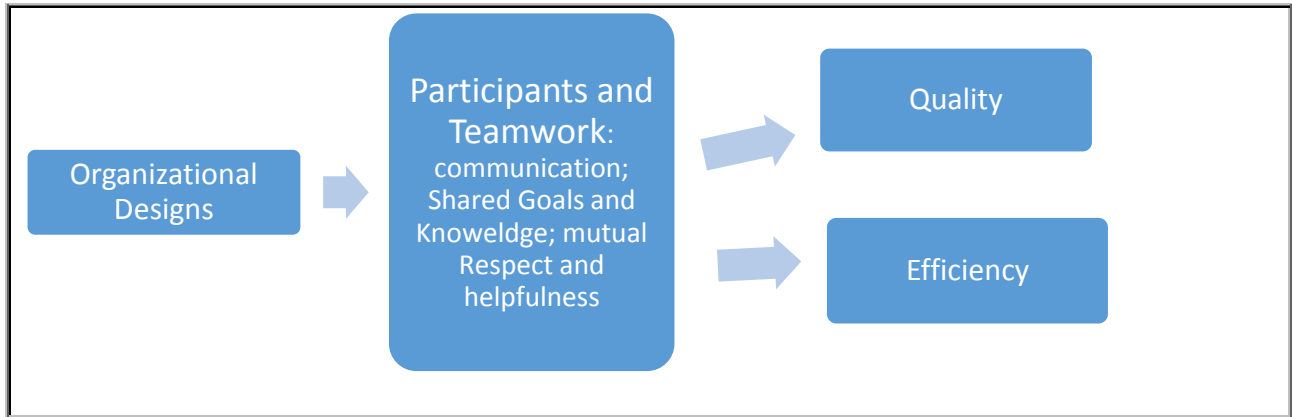 Organizational
Designs
Participants and
Teamwork:
communication;
Shared Goals and
Knoweldge; mutual
Respect and
helpfulness
Quality
Efficiency